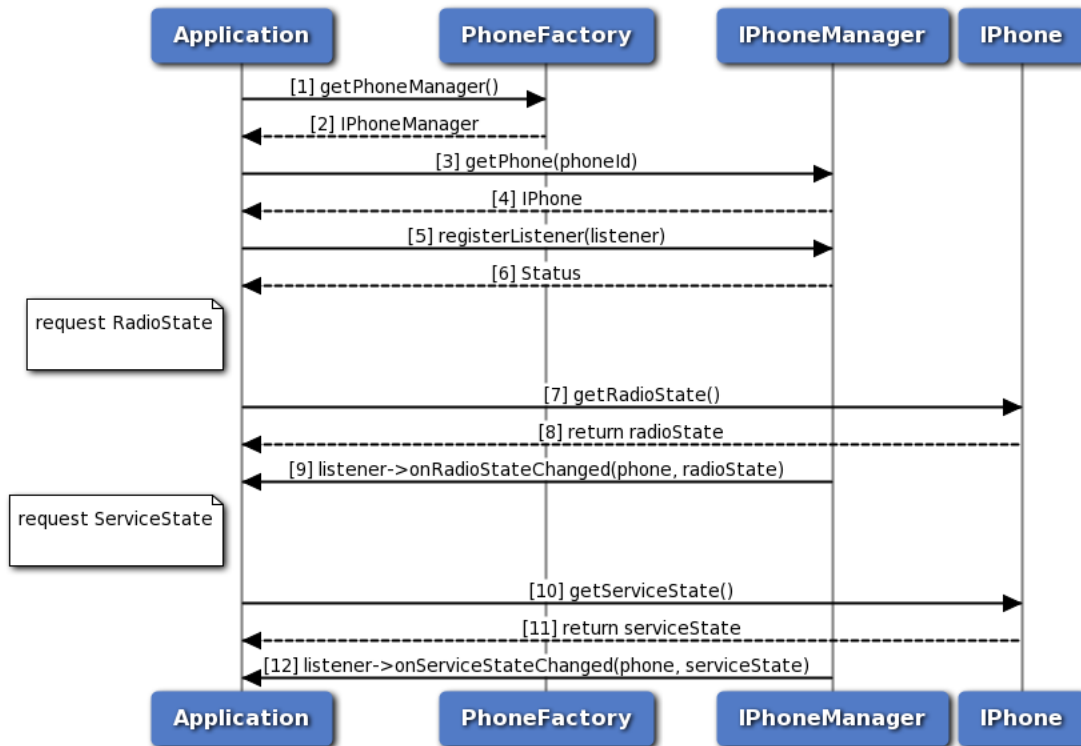 Application
PhoneFactory
IPhoneManager
IPhone
[1] getPhoneManager()
[2] IPhoneManager
[3] getPhone(phoneId)
[4] IPhone
[5] registerListener(listener)
[6] Status
request RadioState
[7] getRadioState()
[8] return radioState
[9] listener->onRadioStateChanged(phone, radioState)
request ServiceState
[10] getServiceState()
[11] return serviceState
[12] listener->onServiceStateChanged(phone, serviceState)
Application
PhoneFactory
IPhoneManager
IPhone